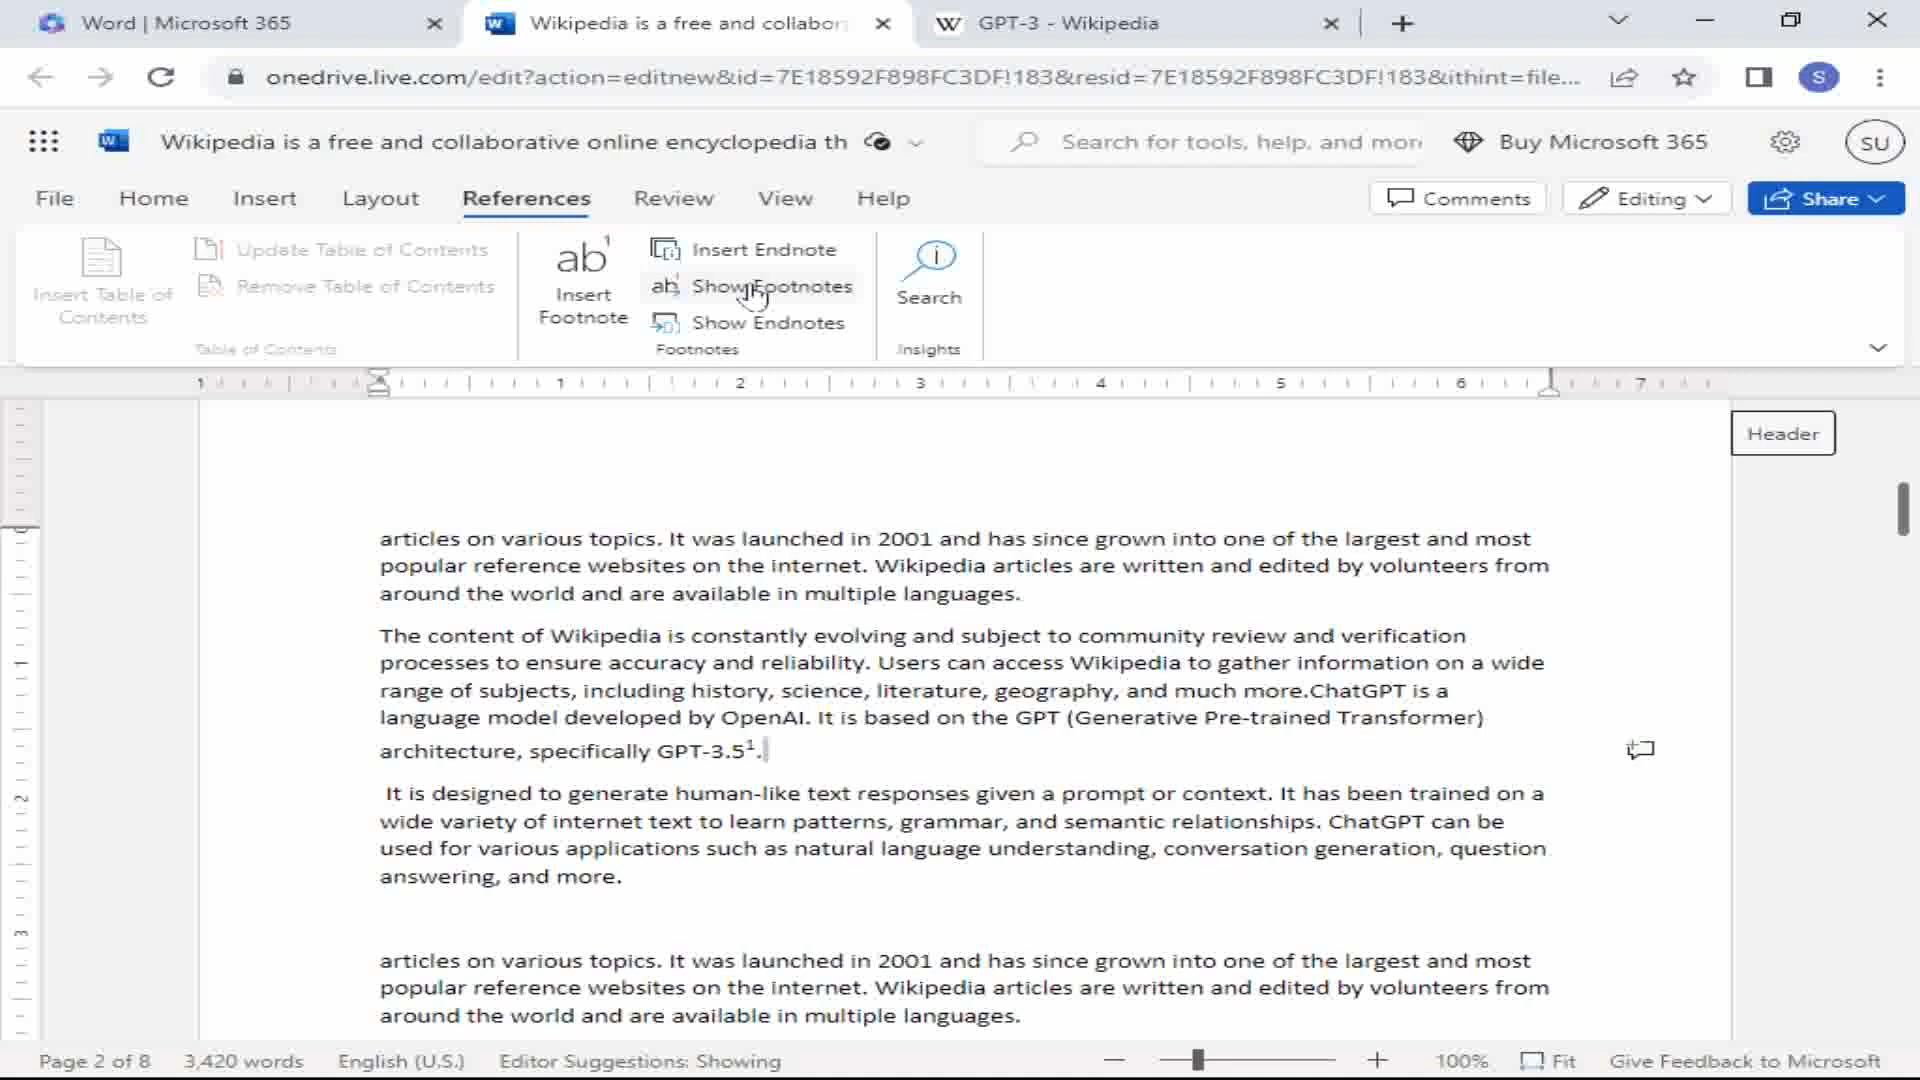 Word | Microsoft 365
Wikipedia is a free and collabor
W GPT-3 - Wikipedia
onedrive.live.com/edit?action=editnew&id=7E18592F898FC3DF!183&resid=7E18592F898FC3DF!183&ithint=file...
S
W Wikipedia is a free and collaborative online encyclopedia th
Search for tools, help, and more
Buy Microsoft 365
SU
File Home Insert Layout References Review View Help
Comments Editing Share
Insert Table of Contents
Update Table of Contents
Remove Table of Contents
Table of Contents
ab¹ Insert Footnote
Insert Endnote
Show Footnotes
Show Endnotes
Footnotes
Search
Insights
1 1 2 3 4 5 6 7
Header
articles on various topics. It was launched in 2001 and has since grown into one of the largest and most
popular reference websites on the internet. Wikipedia articles are written and edited by volunteers from
around the world and are available in multiple languages.
The content of Wikipedia is constantly evolving and subject to community review and verification
processes to ensure accuracy and reliability. Users can access Wikipedia to gather information on a wide
range of subjects, including history, science, literature, geography, and much more.ChatGPT is a
language model developed by OpenAI. It is based on the GPT (Generative Pre-trained Transformer)
architecture, specifically GPT-3.5¹.
It is designed to generate human-like text responses given a prompt or context. It has been trained on a
wide variety of internet text to learn patterns, grammar, and semantic relationships. ChatGPT can be
used for various applications such as natural language understanding, conversation generation, question
answering, and more.
articles on various topics. It was launched in 2001 and has since grown into one of the largest and most
popular reference websites on the internet. Wikipedia articles are written and edited by volunteers from
around the world and are available in multiple languages.
1
2
3
Page 2 of 8 3,420 words English (U.S.) Editor Suggestions: Showing 100% Fit Give Feedback to Microsoft